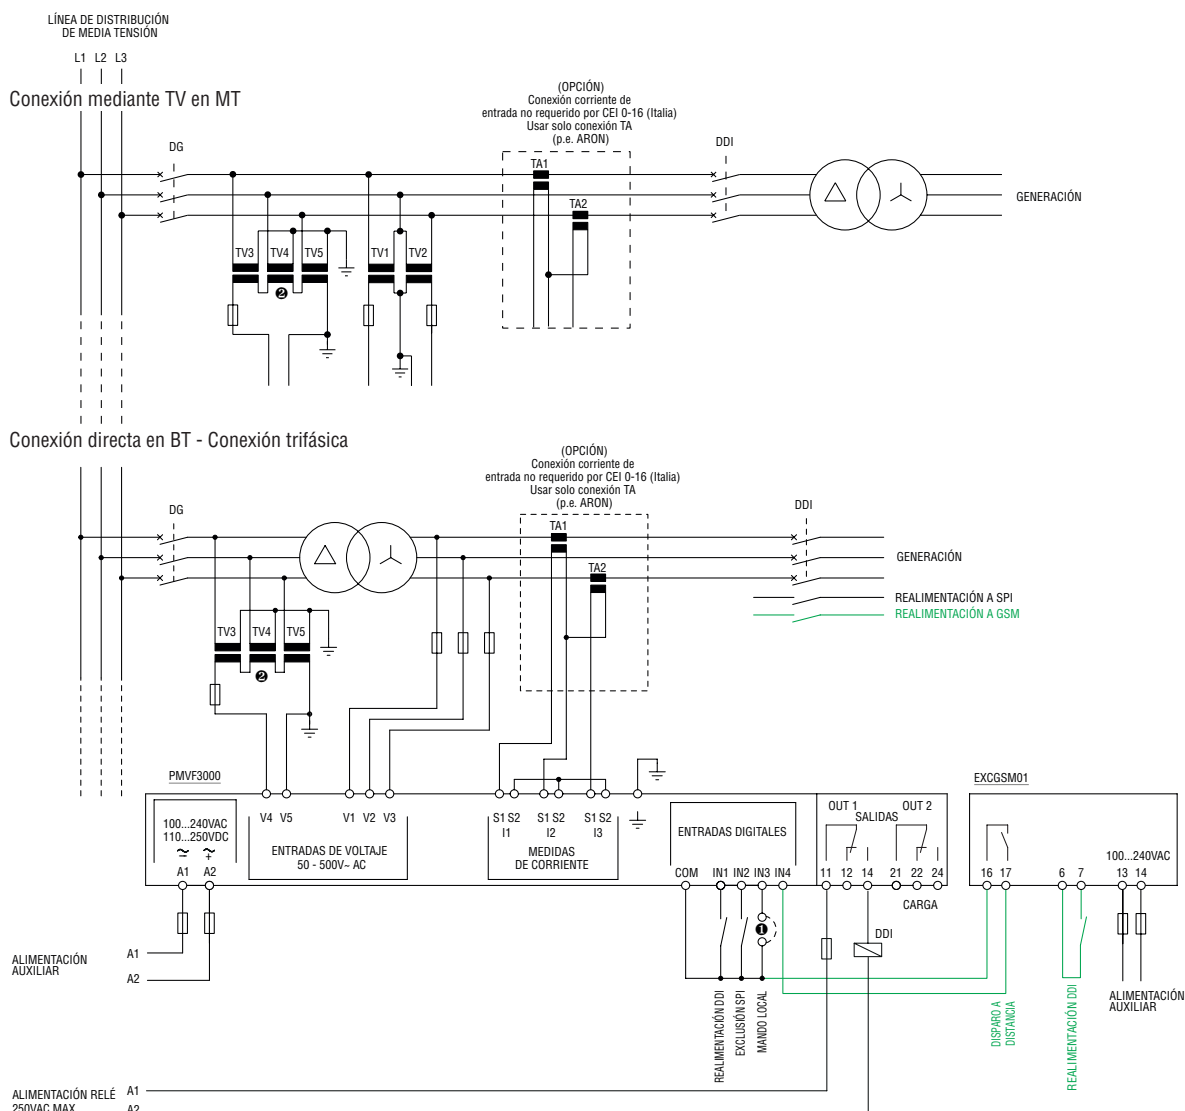 LÍNEA DE DISTRIBUCIÓN
DE MEDIA TENSIÓN
L1 L2 L3
Conexión mediante TV en MT
(OPCIÓN)
Conexión corriente de
entrada no requerido por CEI 0-16 (Italia)
Usar solo conexión TA
(p.e. ARON)
DG
DDI
TA1
TA2
GENERACIÓN
TV3 TV4 TV5
TV1 TV2
❷
Conexión directa en BT - Conexión trifásica
(OPCIÓN)
Conexión corriente de
entrada no requerido por CEI 0-16 (Italia)
Usar solo conexión TA
(p.e. ARON)
DG
DDI
TA1
TA2
GENERACIÓN
REALIMENTACIÓN A SPI
REALIMENTACIÓN A GSM
TV3 TV4 TV5
❷
PMVF3000
EXCGSM01
100...240VAC
110...250VDC
A1 A2
V4 V5 V1 V2 V3
ENTRADAS DE VOLTAJE
50 - 500V~ AC
S1 S2 S1 S2 S1 S2
I1 I2 I3
MEDIDAS
DE CORRIENTE
ENTRADAS DIGITALES
COM IN1 IN2 IN3 IN4
OUT 1 OUT 2
SALIDAS
11 12 14 21 22 24
CARGA
100...240VAC
16 17 6 7 13 14
❶
DDI
ALIMENTACIÓN
AUXILIAR
A1
A2
REALIMENTACIÓN DDI
EXCLUSIÓN SPI
MANDO LOCAL
DISPARO A
DISTANCIA
REALIMENTACIÓN DDI
ALIMENTACIÓN
AUXILIAR
ALIMENTACIÓN RELÉ
250VAC MAX
A1
A2